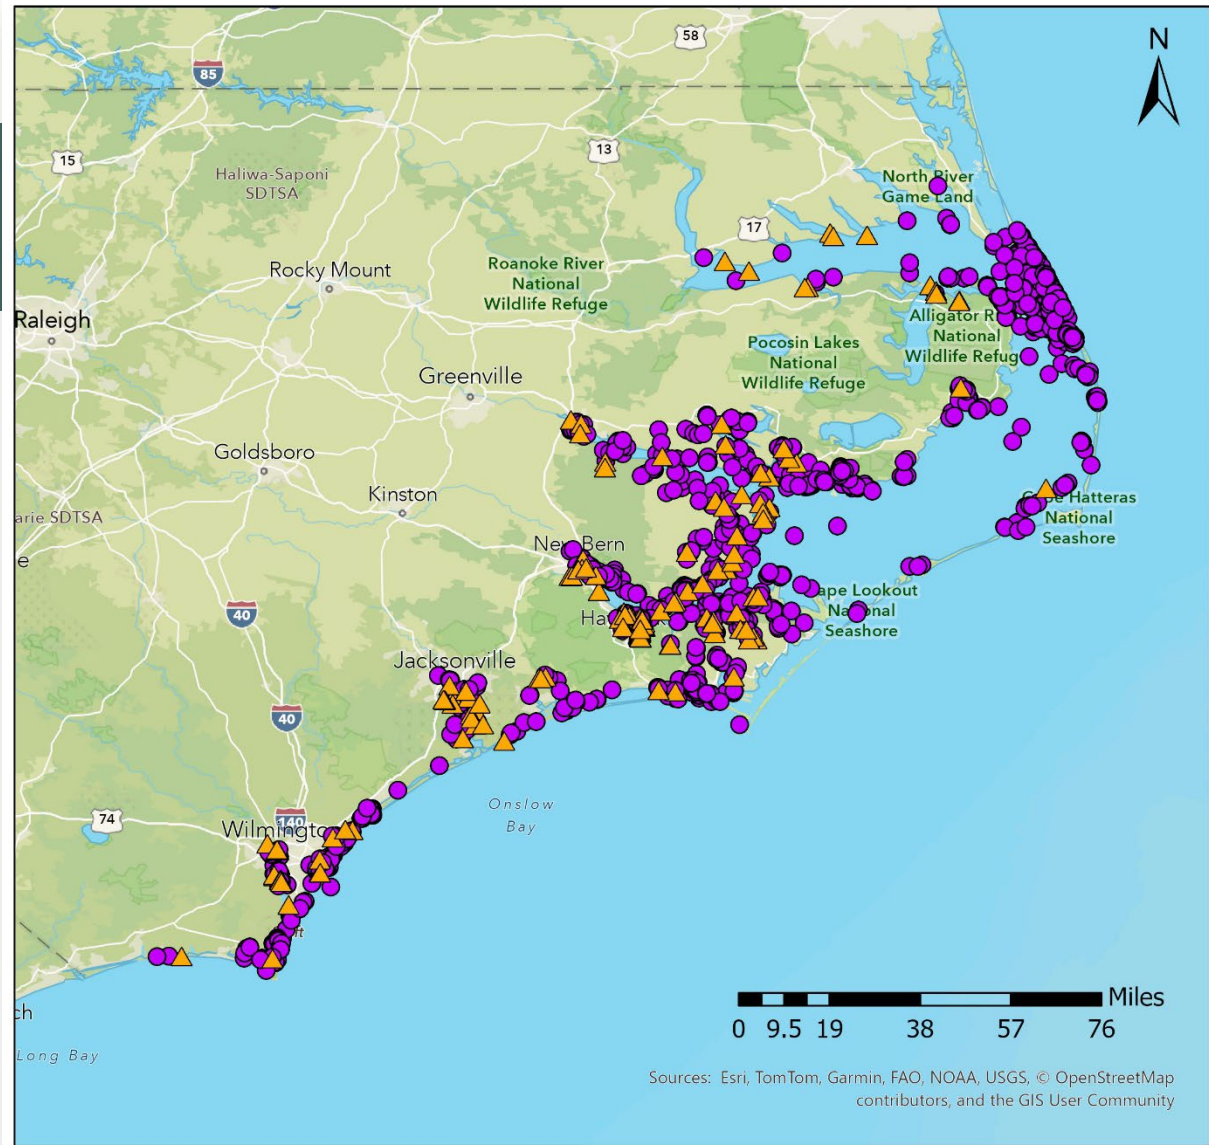 58
N
85
15
13
Haliwa-Saponi
SDTSA
North River
Game Land
17
Rocky Mount
Roanoke River
National
Wildlife Refuge
Raleigh
Alligator R
National
Wildlife Refug
Pocosin Lakes
National
Wildlife Refuge
Greenville
Goldsboro
Kinston
arie SDTSA
Hatteras
National
Seashore
e
New Bern
40
ape Lookout
Na nal
Seashore
Ha
Jacksonville
40
Onslow
Bay
74
140
Wilmingto
ft
Miles
0 9.5 19 38 57 76
ch
Long Bay
Sources: Esri, TomTom, Garmin, FAO, NOAA, USGS, © OpenStreetMap
contributors, and the GIS User Community